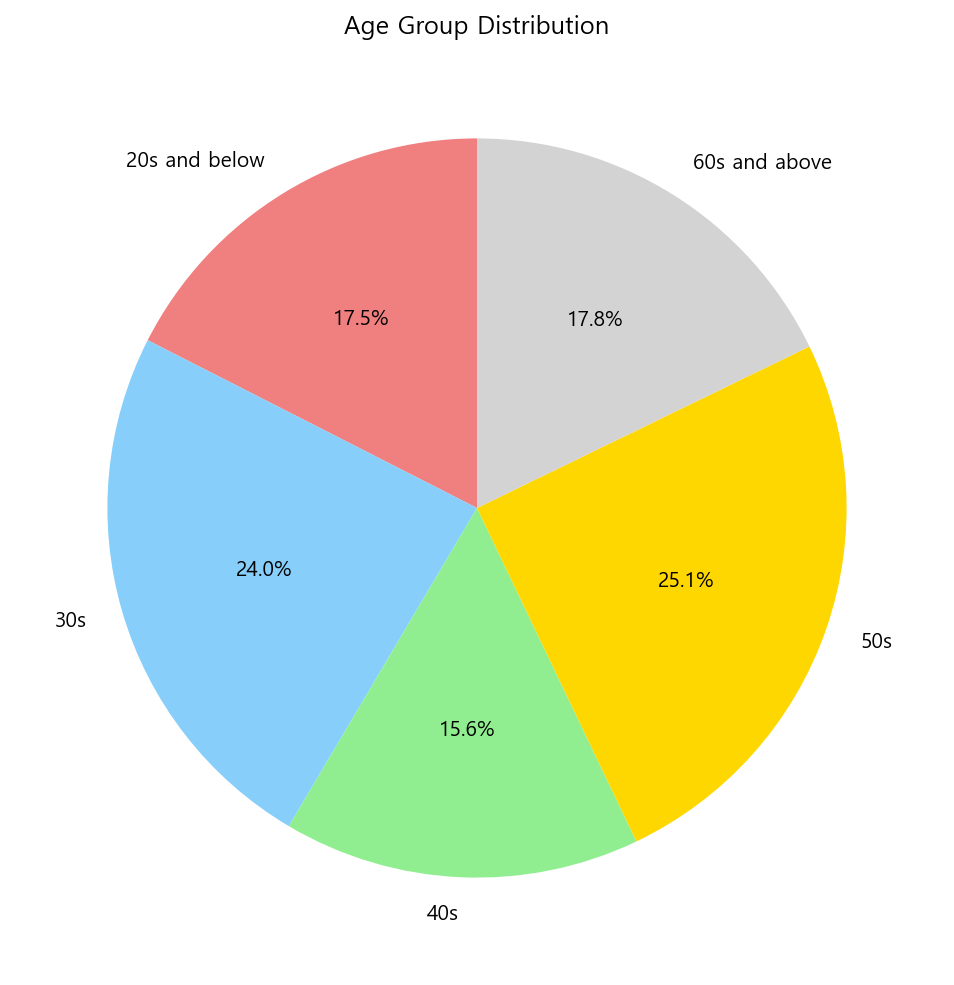 Age Group Distribution
20s and below
60s and above
17.5%
17.8%
24.0%
25.1%
30s
50s
15.6%
40s